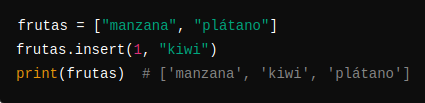 frutas = ["manzana", "plátano"]
frutas.insert(1, "kiwi")
print(frutas)  # ['manzana', 'kiwi', 'plátano']